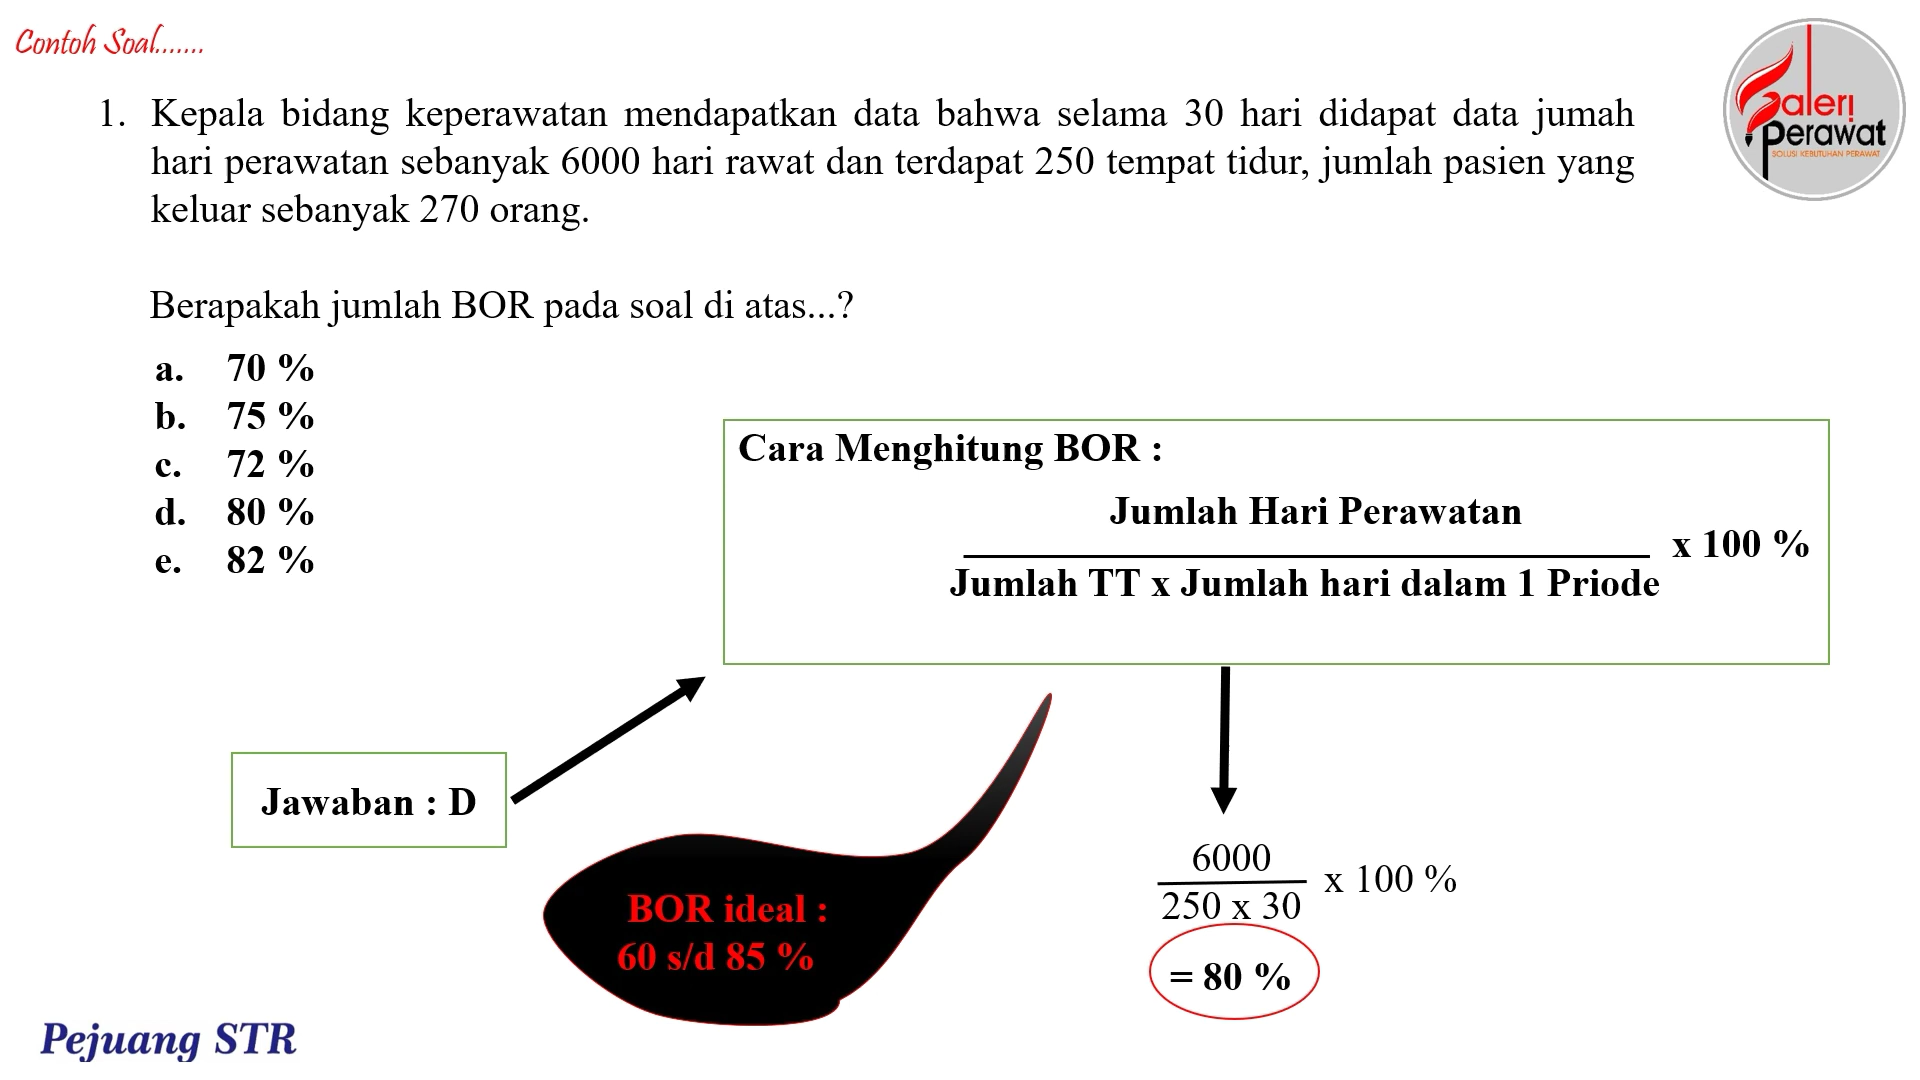 Contoh Soal.......
1. Kepala bidang keperawatan mendapatkan data bahwa selama 30 hari didapat data jumah
hari perawatan sebanyak 6000 hari rawat dan terdapat 250 tempat tidur, jumlah pasien yang
keluar sebanyak 270 orang.
Berapakah jumlah BOR pada soal di atas...?
a. 70 %
b. 75 %
c. 72 %
d. 80 %
e. 82 %
Galeri
Perawat
SOLUSI KEBUTUHAN PERAWAT
Cara Menghitung BOR :
Jumlah Hari Perawatan
x 100 %
Jumlah TT x Jumlah hari dalam 1 Priode
Jawaban : D
BOR ideal :
60 s/d 85 %
6000
x 100 %
250 x 30
= 80 %
Pejuang STR